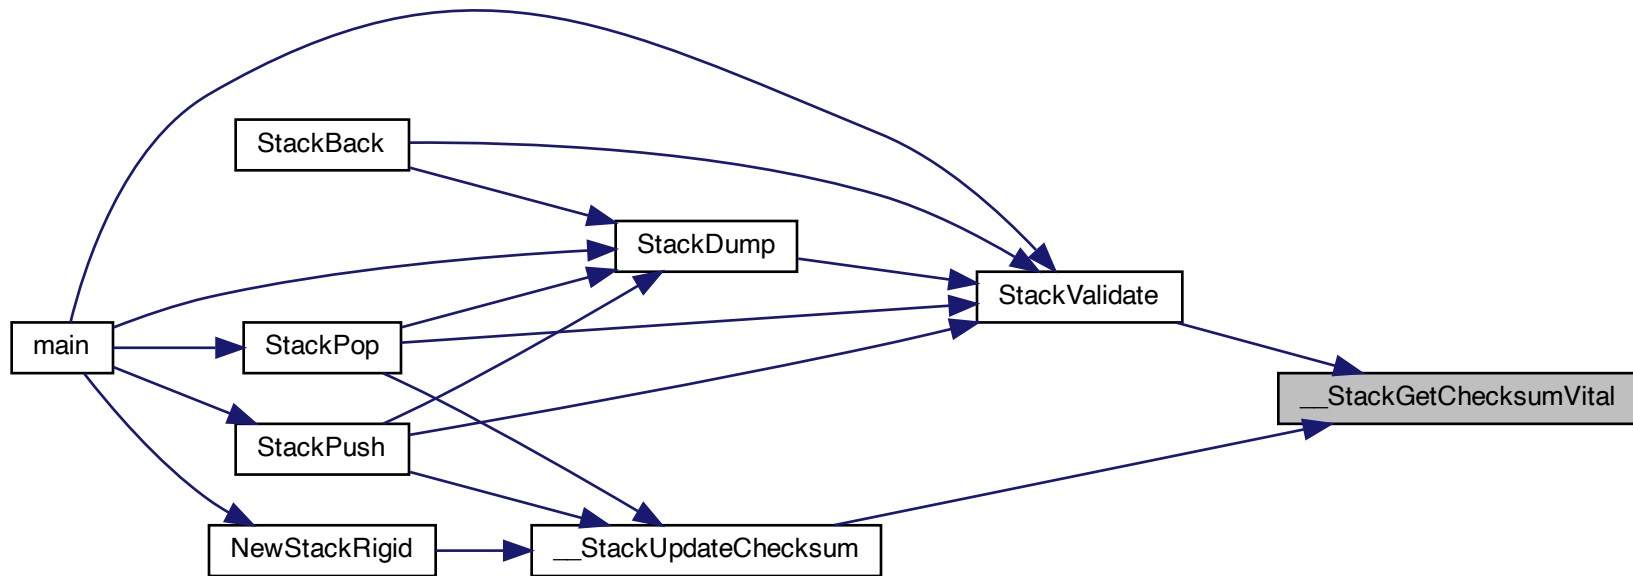 StackBack
StackDump
StackValidate
main
StackPop
__StackGetChecksumVital
StackPush
NewStackRigid
__StackUpdateChecksum